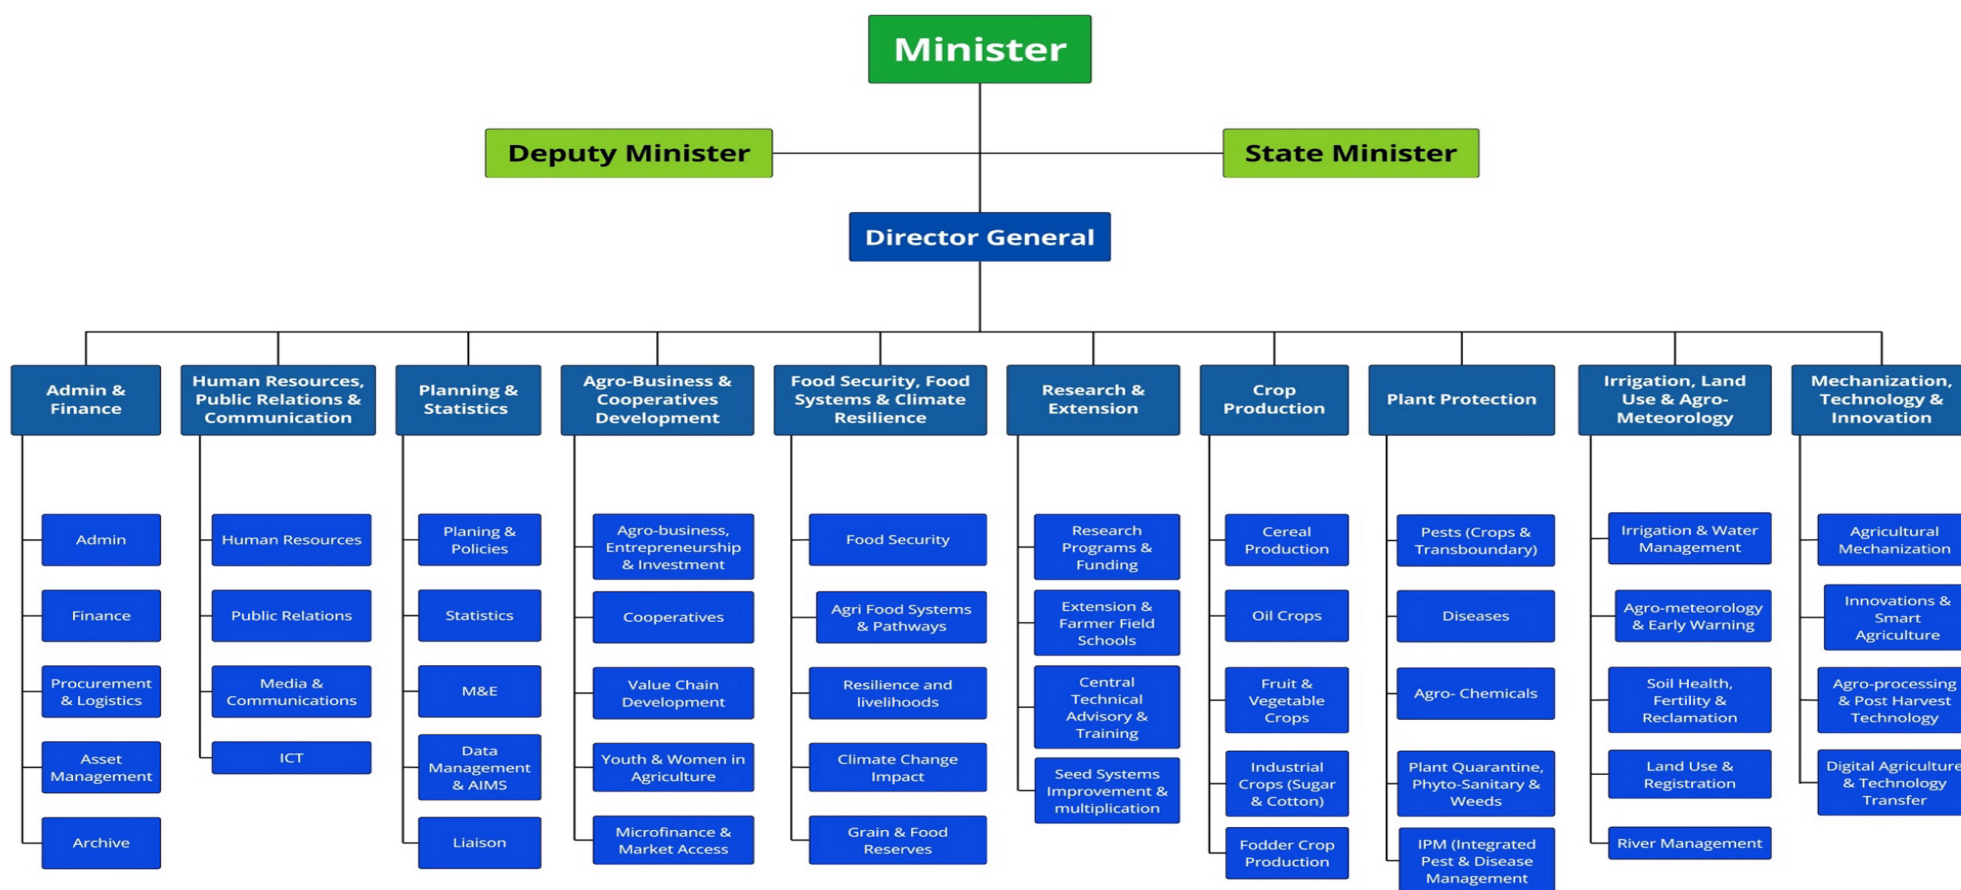 Minister
Deputy Minister
State Minister
Director General
Admin &
Finance
Human Resources,
Public Relations &
Communication
Planning &
Statistics
Agro-Business &
Cooperatives
Development
Food Security, Food
Systems & Climate
Resilience
Research &
Extension
Crop
Production
Plant Protection
Irrigation, Land
Use & Agro-
Meteorology
Mechanization,
Technology &
Innovation
Admin
Finance
Procurement
& Logistics
Asset
Management
Archive
Human Resources
Public Relations
Media &
Communications
ICT
Planing &
Policies
Statistics
M&E
Data
Management
& AIMS
Liaison
Agro-business,
Entrepreneurship
& Investment
Cooperatives
Value Chain
Development
Youth & Women in
Agriculture
Microfinance &
Market Access
Food Security
Agri Food Systems
& Pathways
Resilience and
livelihoods
Climate Change
Impact
Grain & Food
Reserves
Research
Programs &
Funding
Extension &
Farmer Field
Schools
Central
Technical
Advisory &
Training
Seed Systems
Improvement &
multiplication
Cereal
Production
Oil Crops
Fruit &
Vegetable
Crops
Industrial
Crops (Sugar
& Cotton)
Fodder Crop
Production
Pests (Crops &
Transboundary)
Diseases
Agro- Chemicals
Plant Quarantine,
Phyto-Sanitary &
Weeds
IPM (Integrated
Pest & Disease
Management
Irrigation & Water
Management
Agro-meteorology
& Early Warning
Soil Health,
Fertility &
Reclamation
Land Use &
Registration
River Management
Agricultural
Mechanization
Innovations &
Smart
Agriculture
Agro-processing
& Post Harvest
Technology
Digital Agriculture
& Technology
Transfer